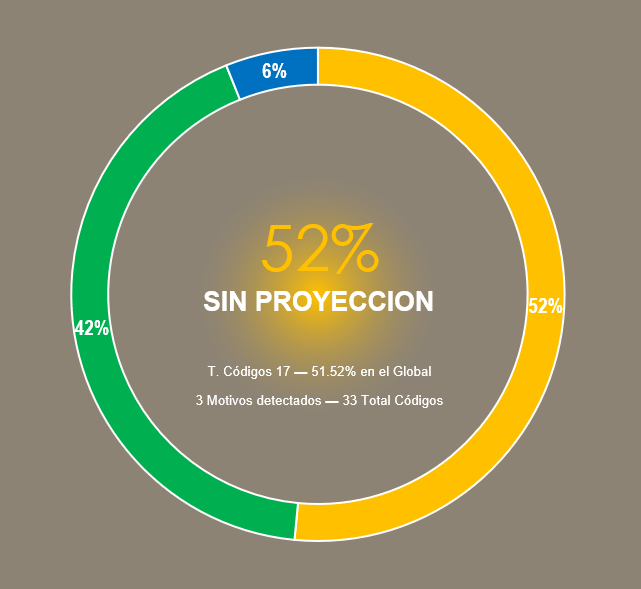 6%
52%
SIN PROYECCION
52%
42%
T. Códigos 17 — 51.52% en el Global
3 Motivos detectados — 33 Total Códigos